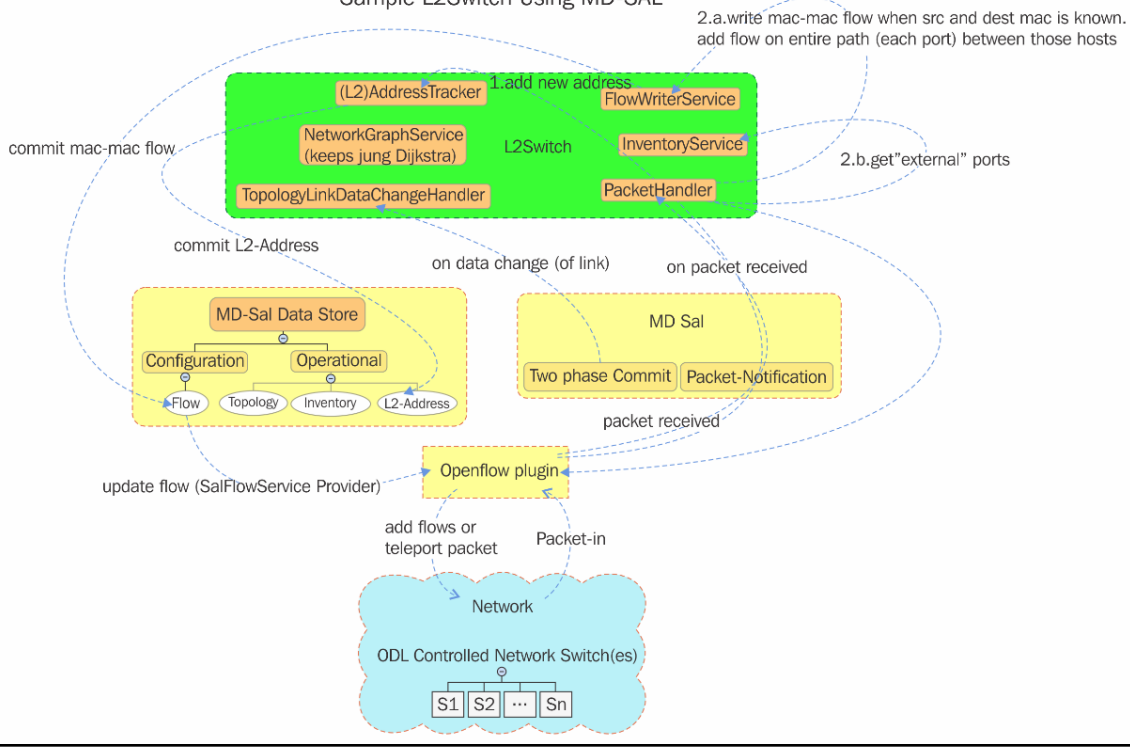 Sample L2Switch Using MD-SAL
2.a.write mac-mac flow when src and dest mac is known.
add flow on entire path (each port) between those hosts
1.add new address
(L2)AddressTracker
FlowWriterService
NetworkGraphService
(keeps jung Dijkstra)
L2Switch
InventoryService
commit mac-mac flow
2.b.get”external” ports
TopologyLinkDataChangeHandler
PacketHandler
commit L2-Address
on data change (of link)
on packet received
MD-Sal Data Store
MD Sal
Configuration
Operational
Two phase Commit
Packet-Notification
Flow
Topology
Inventory
L2-Address
packet received
Openflow plugin
update flow (SalFlowService Provider)
add flows or
teleport packet
Packet-in
Network
ODL Controlled Network Switch(es)
S1
S2
...
Sn